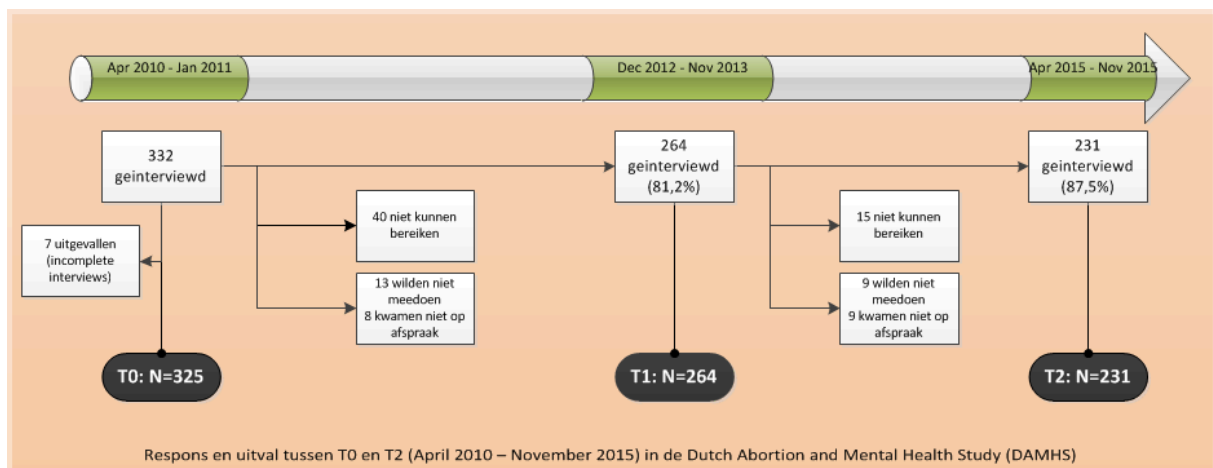 Apr 2010 - Jan 2011
Dec 2012 - Nov 2013
Apr 2015 - Nov 2015
332
geinterviewd
264
geinterviewd
(81,2%)
231
geinterviewd
(87,5%)
7 uitgevallen
(incomplete
interviews)
40 niet kunnen
bereiken
13 wilden niet
meedoen
8 kwamen niet op
afspraak
15 niet kunnen
bereiken
9 wilden niet
meedoen
9 kwamen niet op
afspraak
T0: N=325
T1: N=264
T2: N=231
Respons en uitval tussen T0 en T2 (April 2010 – November 2015) in de Dutch Abortion and Mental Health Study (DAMHS)